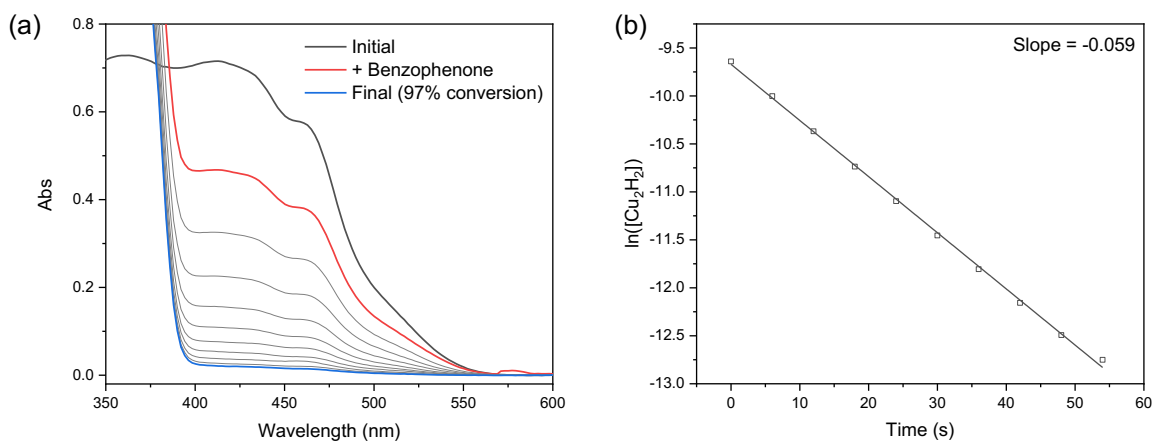 (a)
0.8
0.6
0.4
0.2
0.0
Abs
Initial
+ Benzophenone
Final (97% conversion)
350 400 450 500 550 600
Wavelength (nm)
(b)
Slope = -0.059
-9.5
-10.0
-10.5
-11.0
-11.5
-12.0
-12.5
-13.0
ln([Cu₂H₂])
0 10 20 30 40 50 60
Time (s)